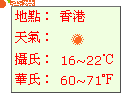 地點： 香港
天氣：
攝氏： 16~22℃
華氏： 60~71℉